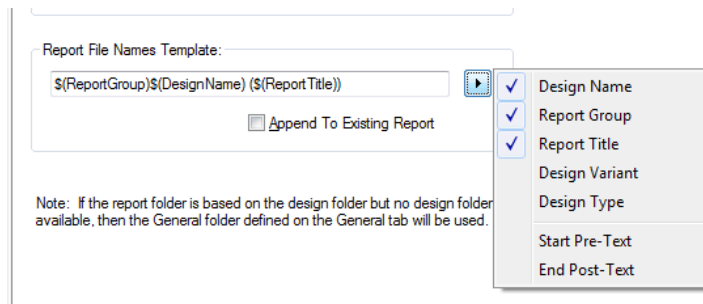 Report File Names Template:
$(ReportGroup)$(DesignName) ($(ReportTitle))
Append To Existing Report
Note: If the report folder is based on the design folder but no design folder
available, then the General folder defined on the General tab will be used.
Design Name
Report Group
Report Title
Design Variant
Design Type
Start Pre-Text
End Post-Text